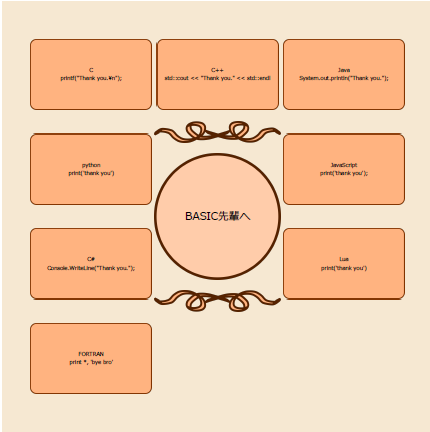 C
printf("Thank you.¥n");
C++
std::cout << "Thank you." << std::endl
Java
System.out.println("Thank you.");
python
print('thank you')
JavaScript
print('thank you');
BASIC先輩へ
C#
Console.WriteLine("Thank you.");
Lua
print('thank you')
FORTRAN
print *, 'bye bro'